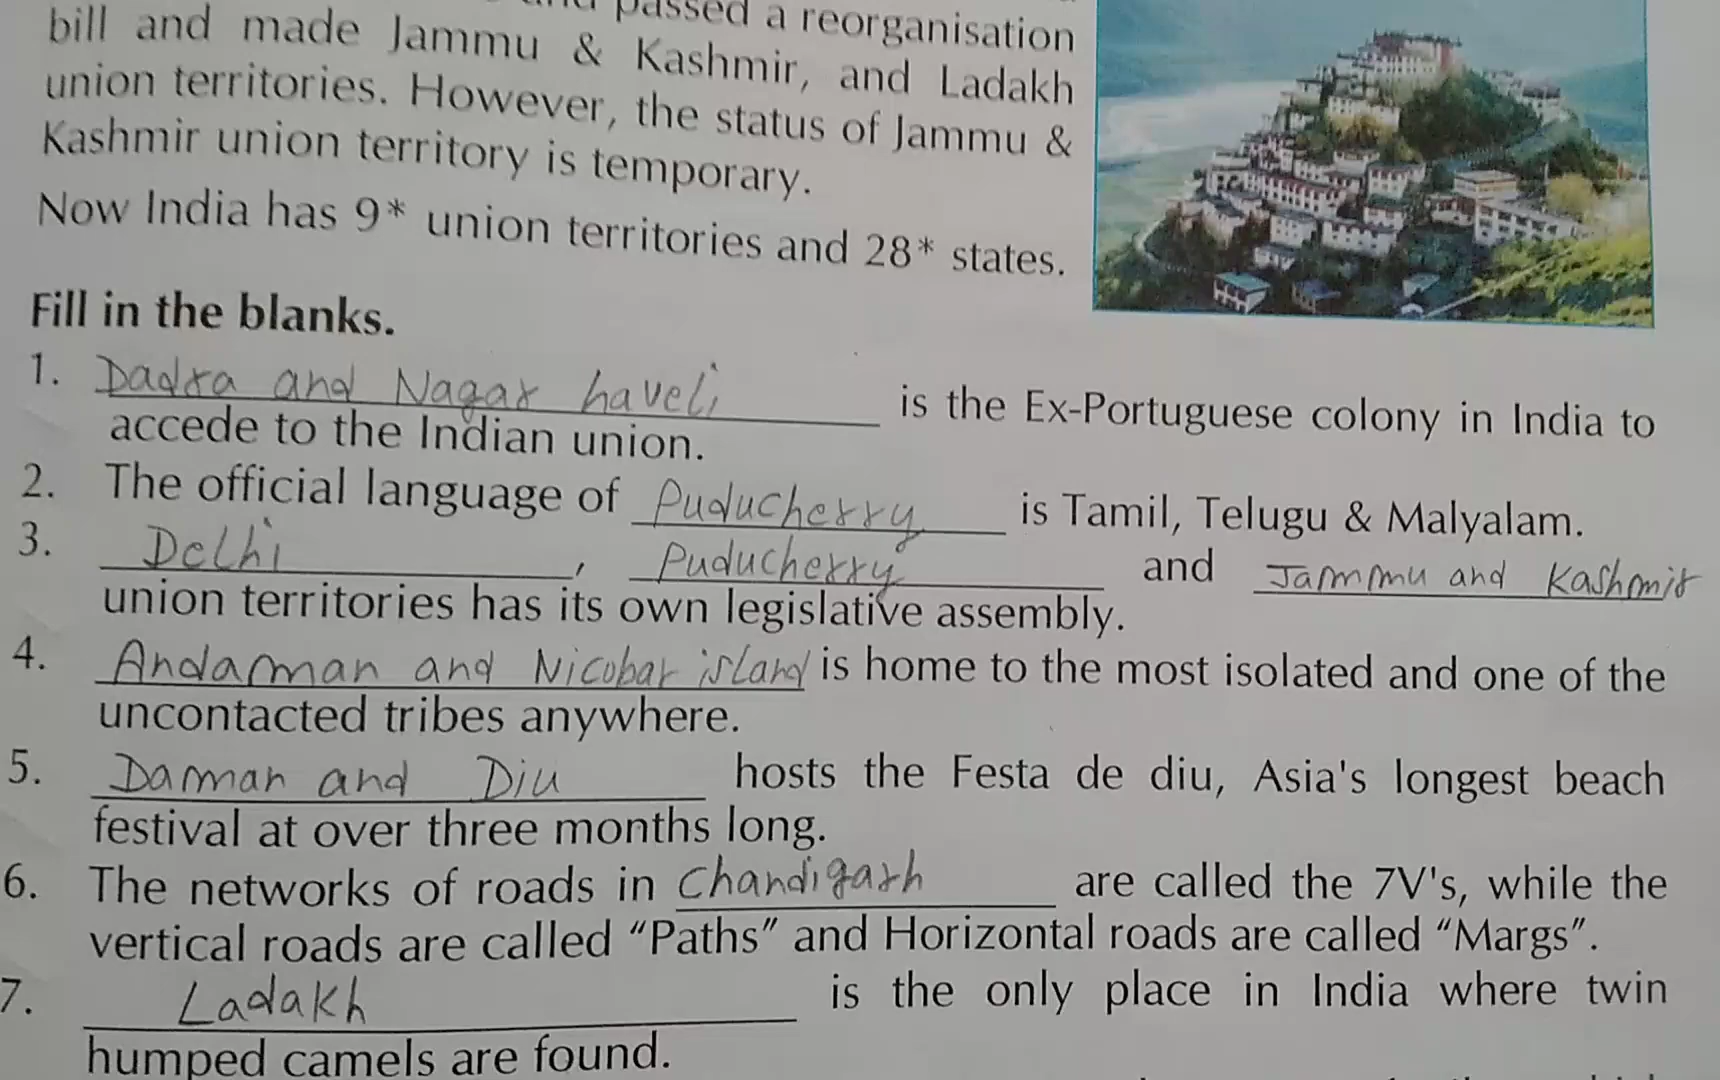 passed a reorganisation
bill and made Jammu & Kashmir, and Ladakh
union territories. However, the status of Jammu &
Kashmir union territory is temporary.
Now India has 9* union territories and 28* states.
Fill in the blanks.
1. Dadra and Nagar haveli is the Ex-Portuguese colony in India to
accede to the Indian union.
2. The official language of Puducherry is Tamil, Telugu & Malyalam.
3. Delhi, Puducherry and Jammu and Kashmir
union territories has its own legislative assembly.
4. Andaman and Nicobar island is home to the most isolated and one of the
uncontacted tribes anywhere.
5. Daman and Diu hosts the Festa de diu, Asia's longest beach
festival at over three months long.
6. The networks of roads in Chandigarh are called the 7V's, while the
vertical roads are called “Paths” and Horizontal roads are called “Margs”.
7. Ladakh is the only place in India where twin
humped camels are found.